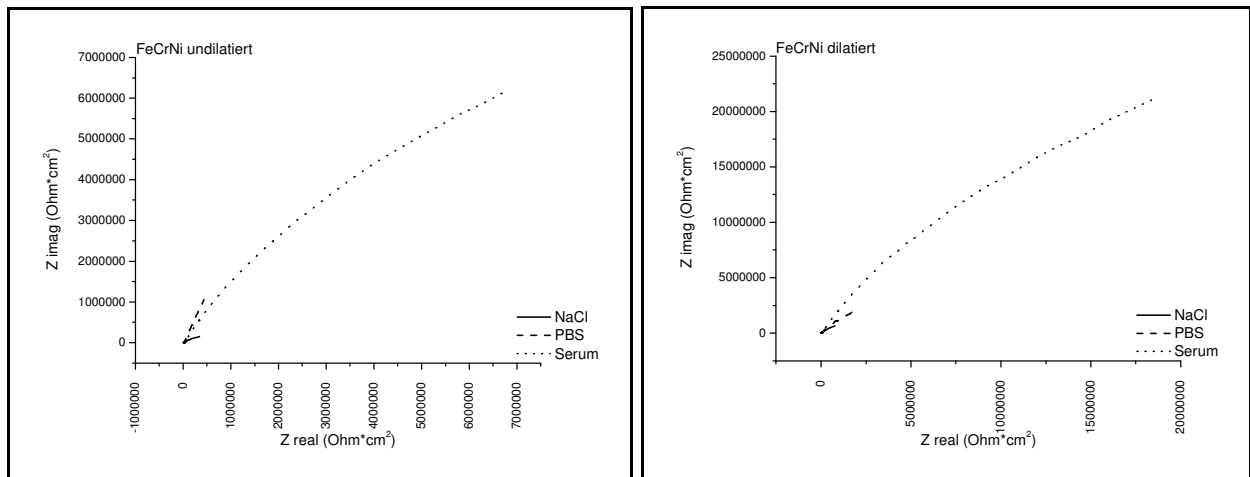 FeCrNi undilatiert
7000000
6000000
5000000
4000000
3000000
2000000
1000000
0
Z imag (Ohm*cm²)
-1000000
0
1000000
2000000
3000000
4000000
5000000
6000000
7000000
Z real (Ohm*cm²)
NaCl
PBS
Serum
FeCrNi dilatiert
25000000
20000000
15000000
10000000
5000000
0
Z imag (Ohm*cm²)
0
5000000
10000000
15000000
20000000
Z real (Ohm*cm²)
NaCl
PBS
Serum